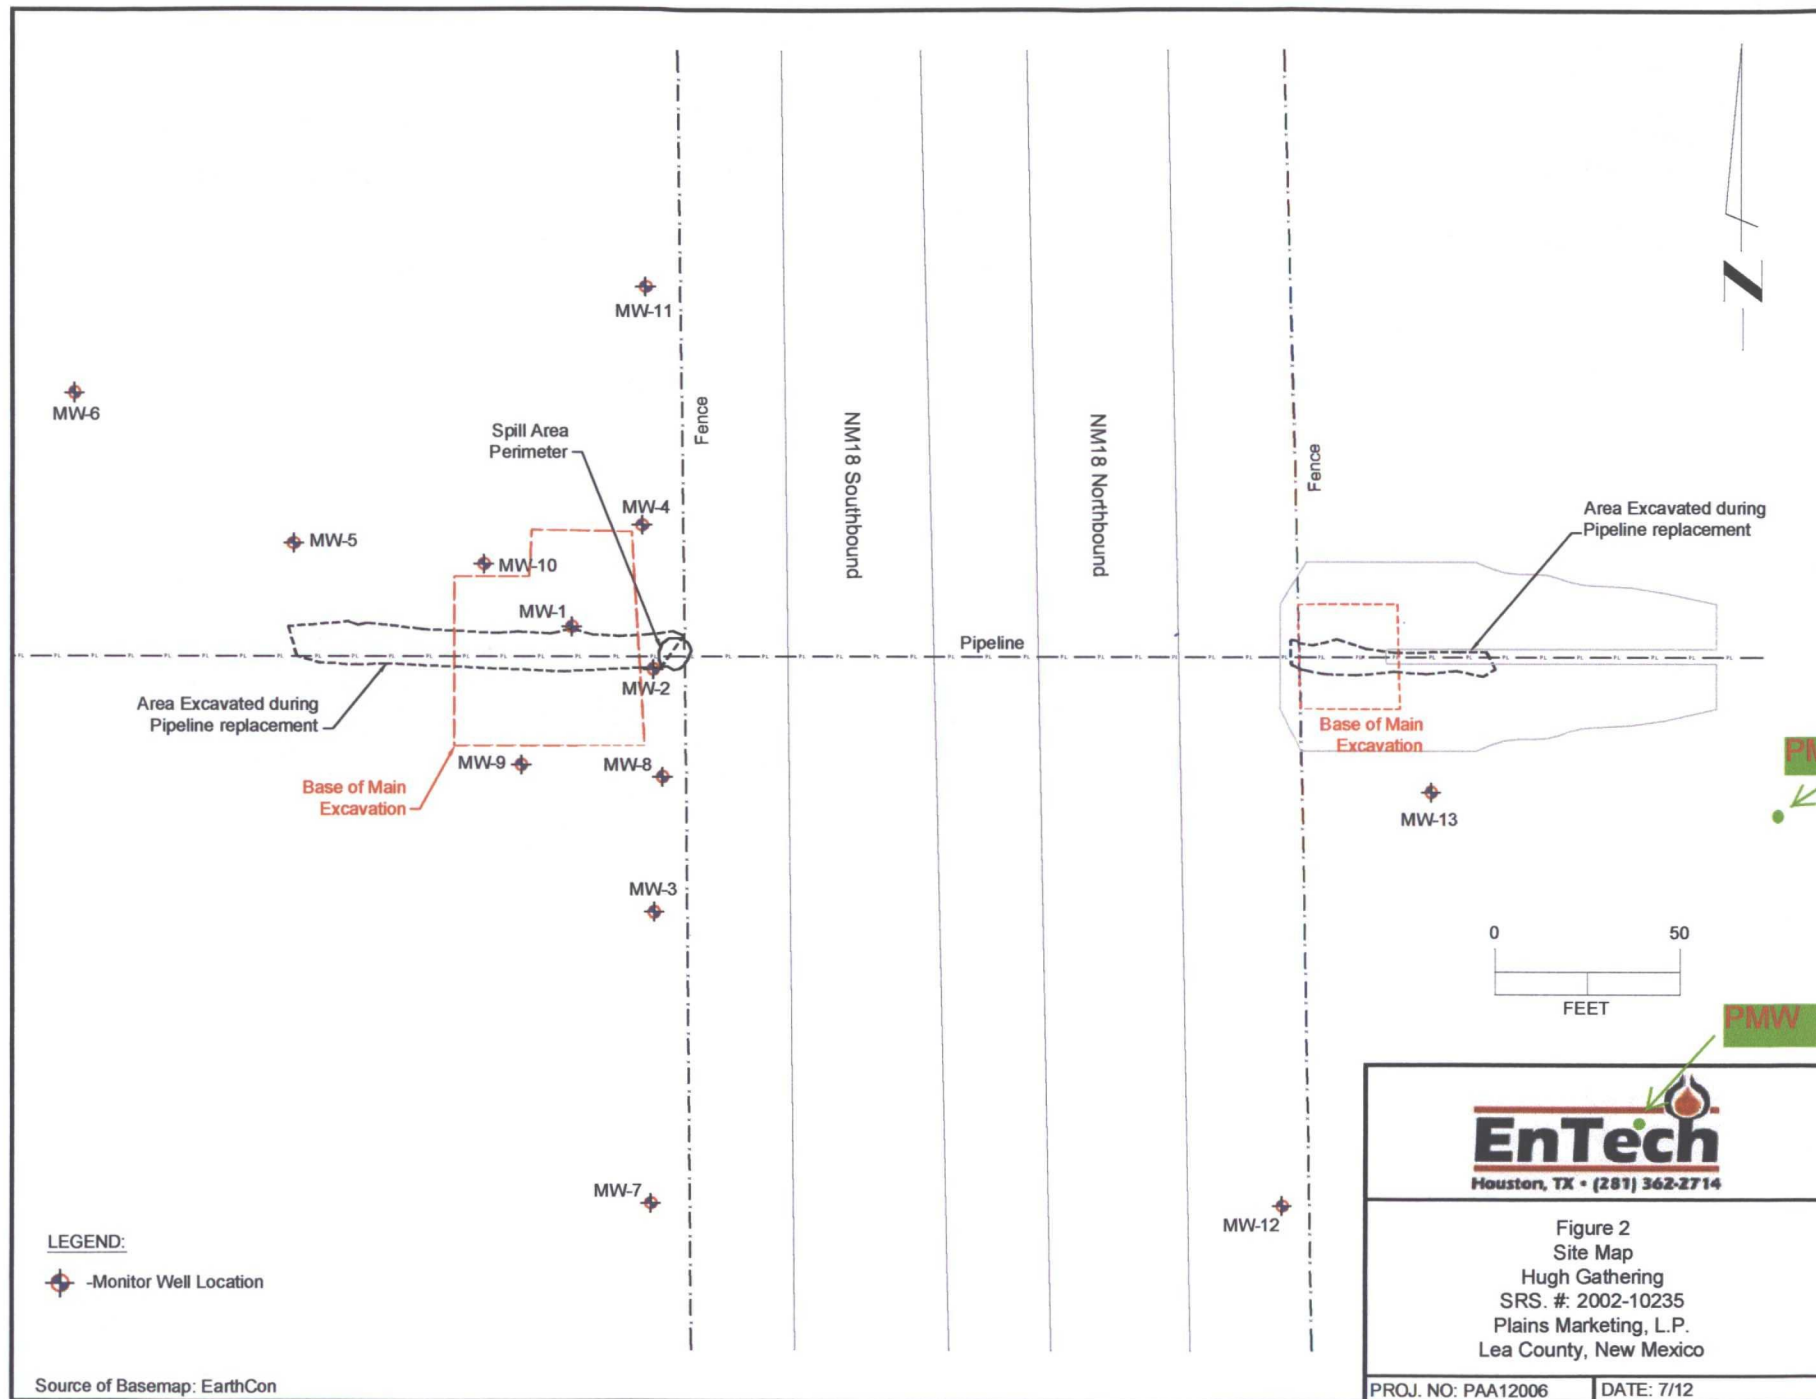 MW-11
MW-6
Fence
Spill Area
Perimeter
NM18 Southbound
NM18 Northbound
Fence
MW-4
Area Excavated during
Pipeline replacement
MW-5
MW-10
MW-1
Pipeline
MW-2
Area Excavated during
Pipeline replacement
Base of Main
Excavation
MW-9
MW-8
Base of Main
Excavation
MW-13
MW-3
0 50
FEET
PMW
EnTech
Houston, TX • (281) 362-2714
MW-7
MW-12
LEGEND:
-Monitor Well Location
Figure 2
Site Map
Hugh Gathering
SRS. #: 2002-10235
Plains Marketing, L.P.
Lea County, New Mexico
Source of Basemap: EarthCon
PROJ. NO: PAA12006 DATE: 7/12